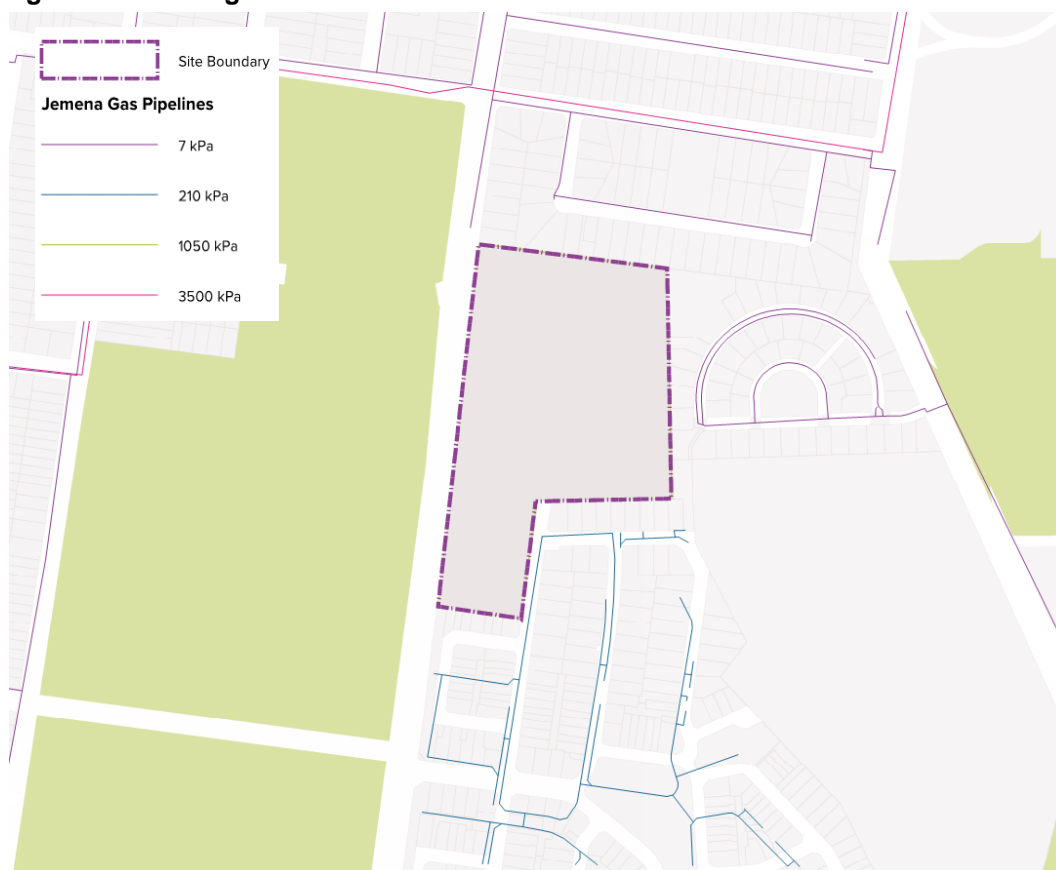 Site Boundary
Jemena Gas Pipelines
7 kPa
210 kPa
1050 kPa
3500 kPa